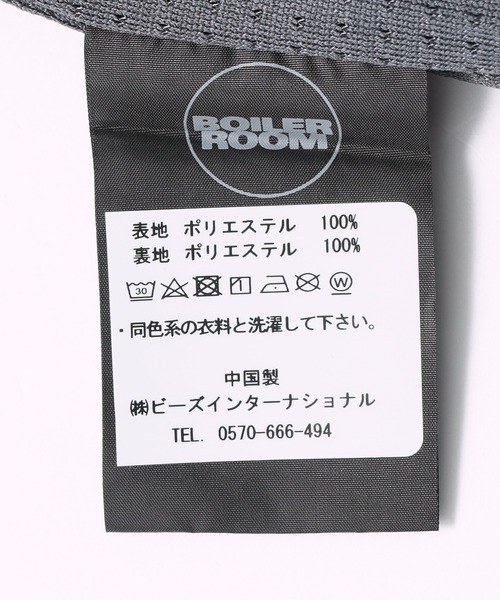 BOILER
ROOM
表地 ポリエステル 100%
裏地 ポリエステル 100%
30 W
・同色系の衣料と洗濯して下さい。
中国製
㈱ビーズインターナショナル
TEL. 0570-666-494